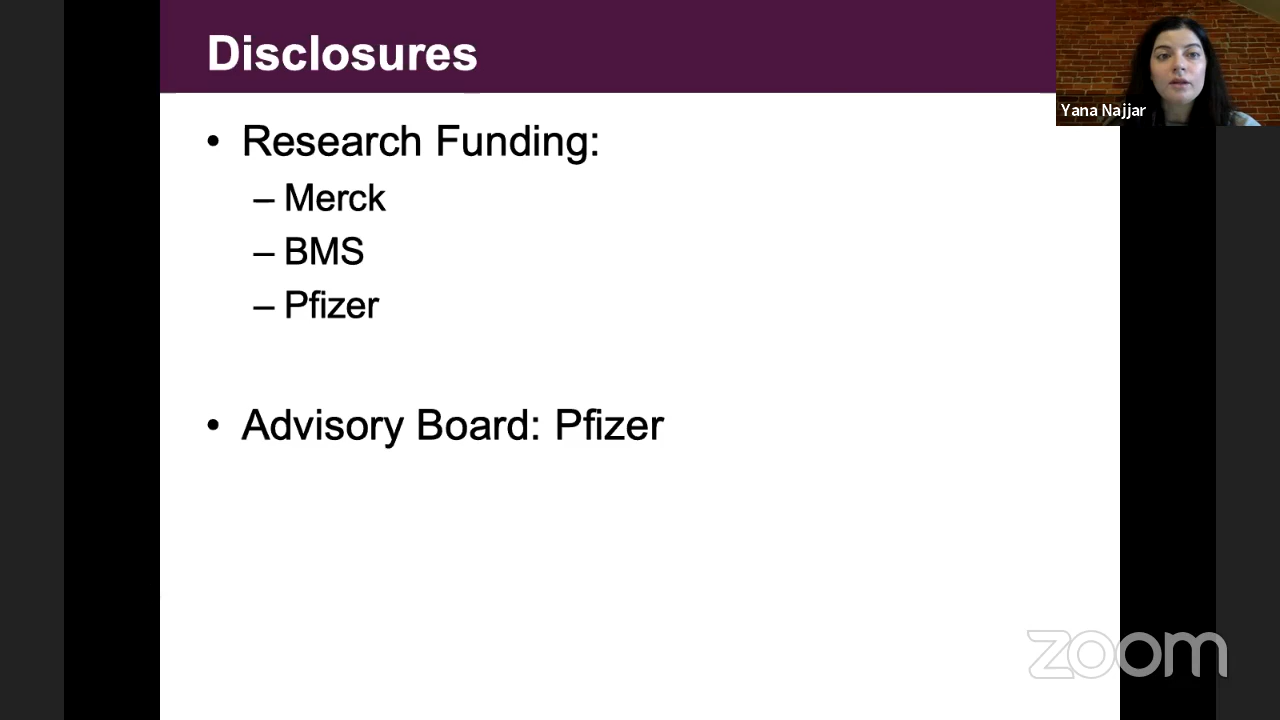 Disclosures
Yana Najjar
• Research Funding:
– Merck
– BMS
– Pfizer
• Advisory Board: Pfizer
zoom